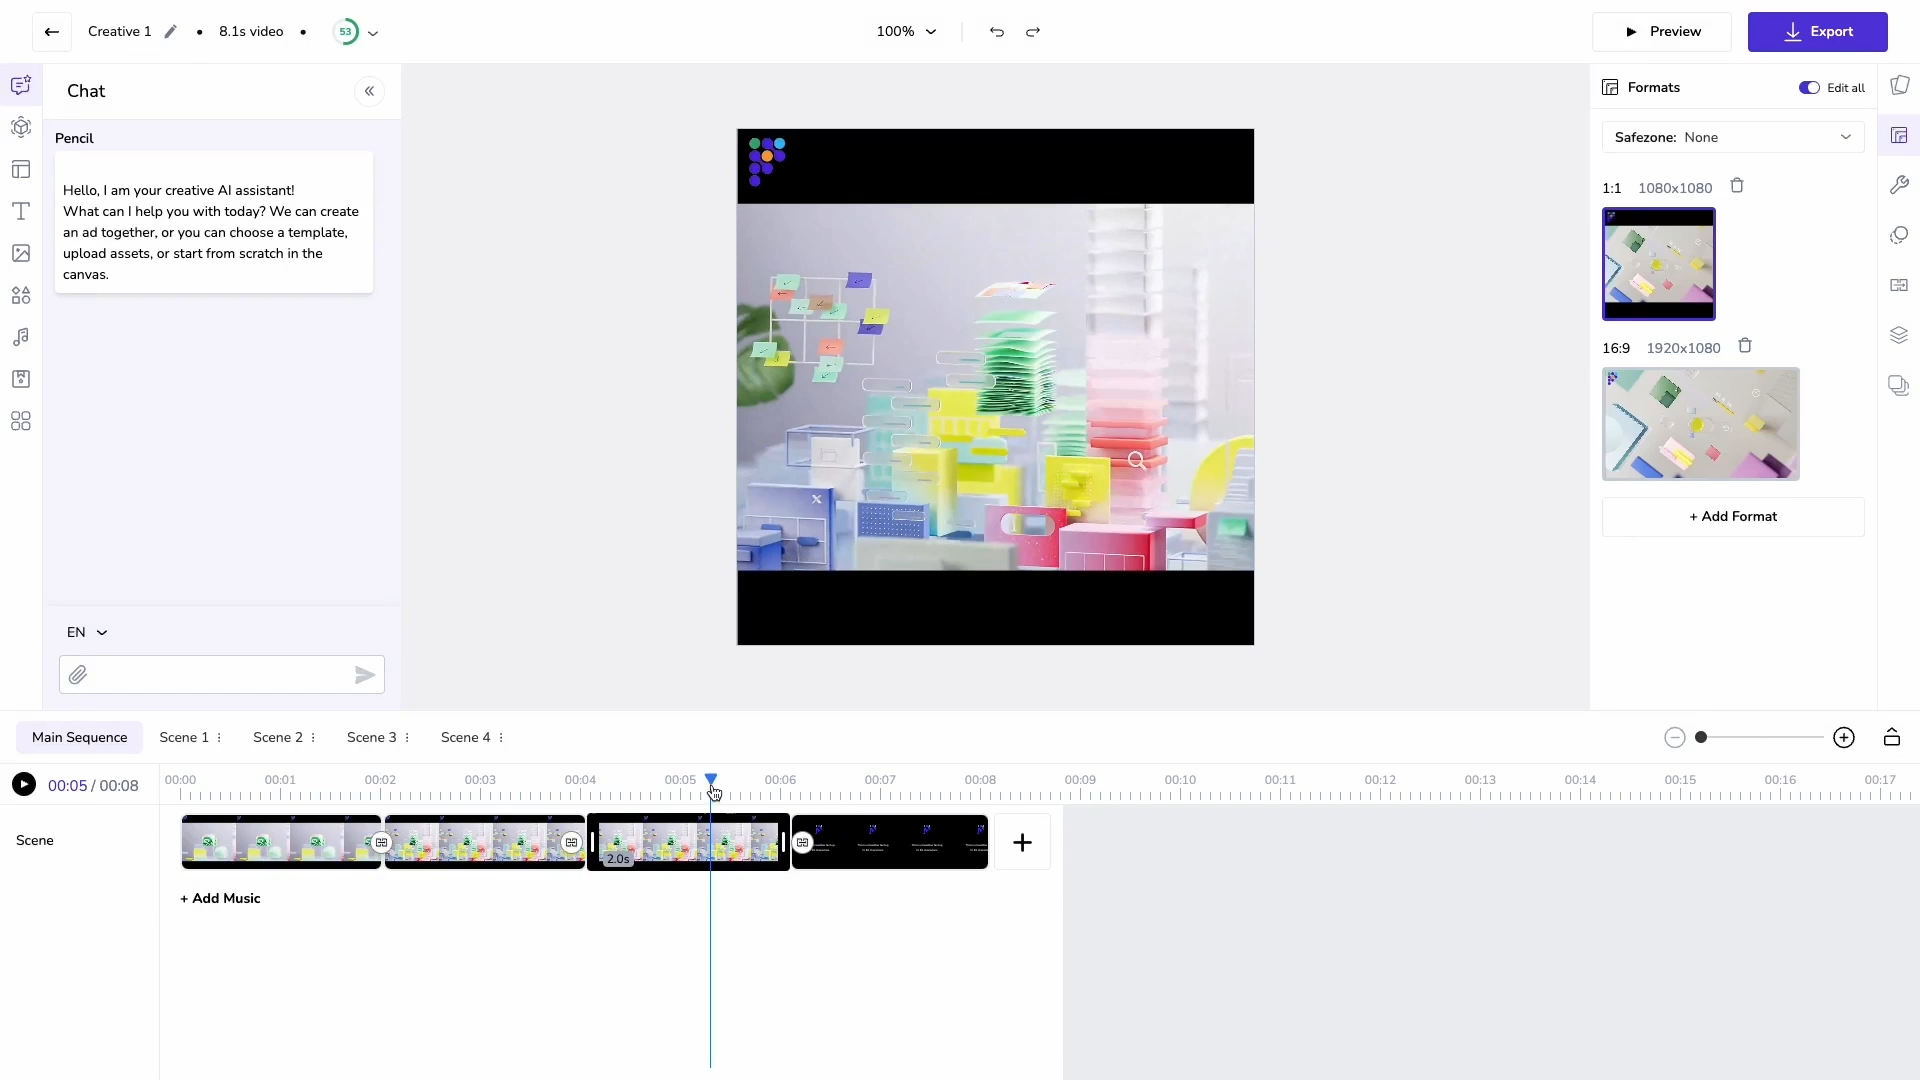 Creative 1 • 8.1s video • 53
100%
Preview
Export
Chat
Pencil
Hello, I am your creative AI assistant!
What can I help you with today? We can create
an ad together, or you can choose a template,
upload assets, or start from scratch in the
canvas.
EN
Formats
Edit all
Safezone: None
1:1 1080x1080
16:9 1920x1080
+ Add Format
Main Sequence
Scene 1
Scene 2
Scene 3
Scene 4
00:05 / 00:08
00:00 00:01 00:02 00:03 00:04 00:05 00:06 00:07 00:08 00:09 00:10 00:11 00:12 00:13 00:14 00:15 00:16 00:17
Scene
2.0s
+ Add Music